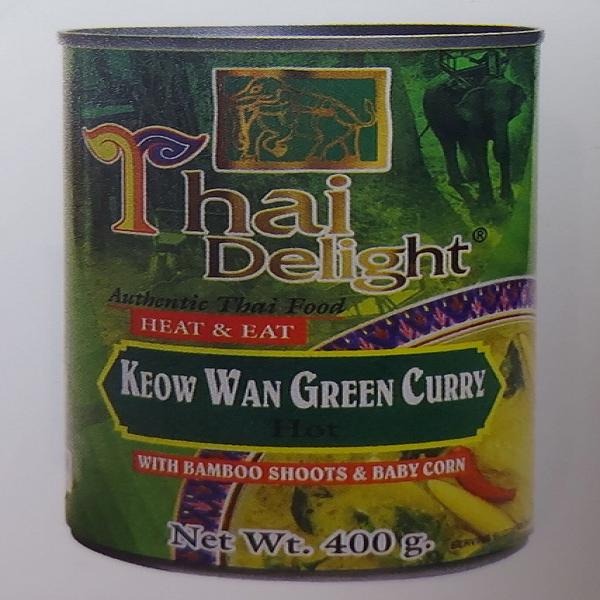 Thai
Delight®
Authentic Thai Food
HEAT & EAT
KEOW WAN GREEN CURRY
Hot
WITH BAMBOO SHOOTS & BABY CORN
Net Wt. 400 g.